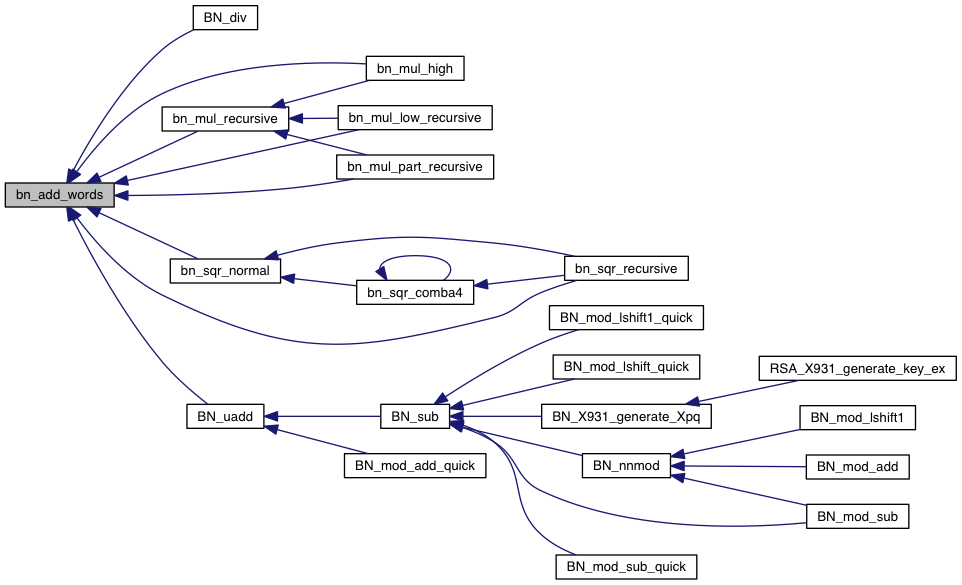 BN_div
bn_mul_high
bn_mul_recursive
bn_mul_low_recursive
bn_mul_part_recursive
bn_add_words
bn_sqr_normal
bn_sqr_recursive
bn_sqr_comba4
BN_mod_lshift1_quick
BN_mod_lshift_quick
RSA_X931_generate_key_ex
BN_uadd
BN_sub
BN_X931_generate_Xpq
BN_mod_lshift1
BN_mod_add_quick
BN_nnmod
BN_mod_add
BN_mod_sub
BN_mod_sub_quick